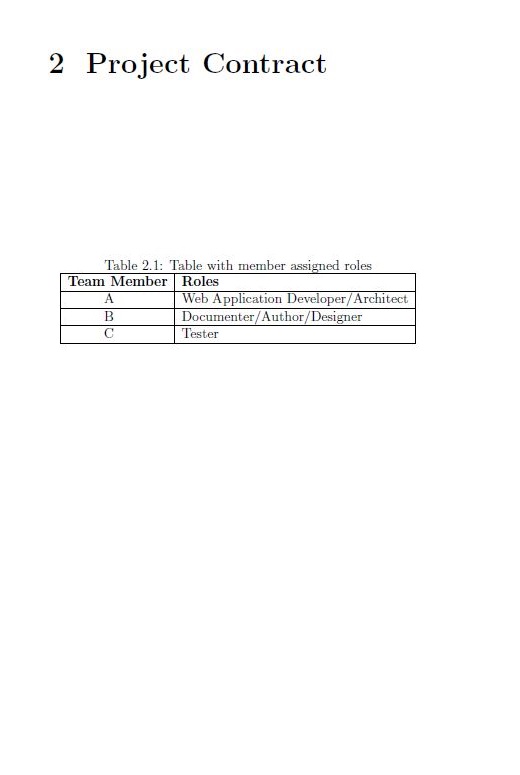 2 Project Contract
Table 2.1: Table with member assigned roles
Team Member Roles
A Web Application Developer/Architect
B Documenter/Author/Designer
C Tester